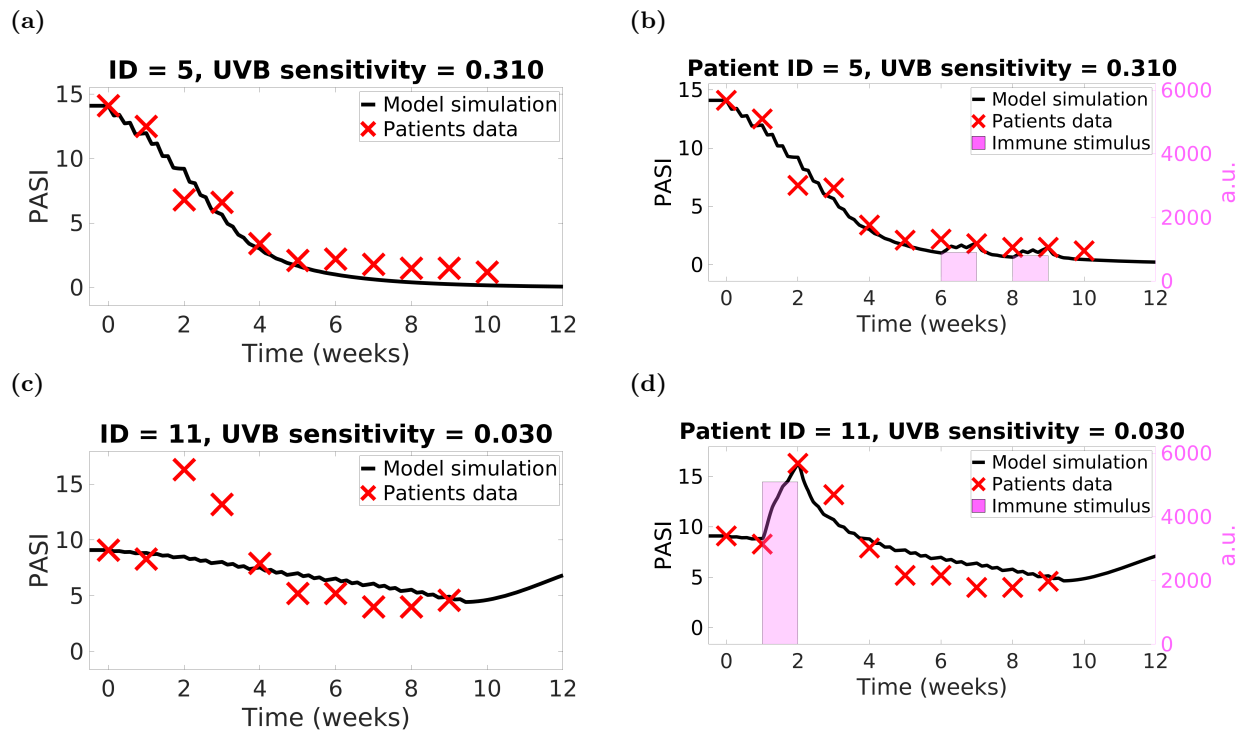 (a)
ID = 5, UVB sensitivity = 0.310
15
10
5
0
PASI
Model simulation
Patients data
0 2 4 6 8 10 12
Time (weeks)
(b)
Patient ID = 5, UVB sensitivity = 0.310
15
10
5
0
PASI
Model simulation
Patients data
Immune stimulus
6000
4000
2000
0
a.u.
0 2 4 6 8 10 12
Time (weeks)
(c)
ID = 11, UVB sensitivity = 0.030
15
10
5
0
PASI
Model simulation
Patients data
0 2 4 6 8 10 12
Time (weeks)
(d)
Patient ID = 11, UVB sensitivity = 0.030
15
10
5
0
PASI
Model simulation
Patients data
Immune stimulus
6000
4000
2000
0
a.u.
0 2 4 6 8 10 12
Time (weeks)